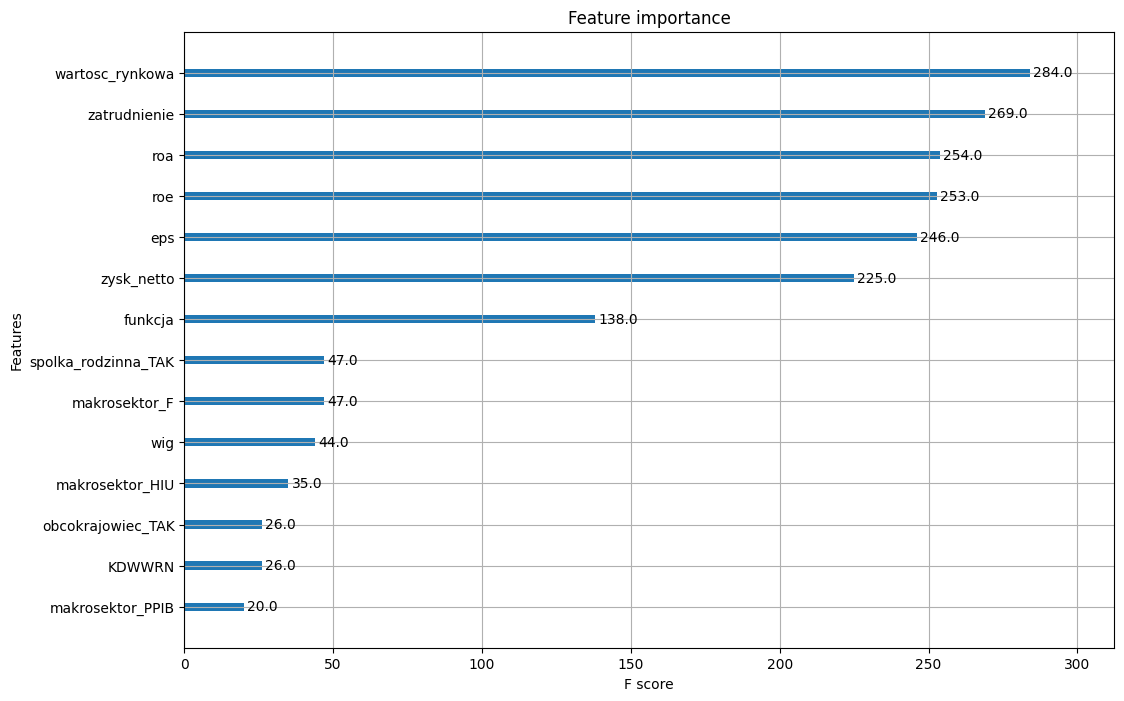 Feature importance
Features
wartosc_rynkowa 284.0
zatrudnienie 269.0
roa 254.0
roe 253.0
eps 246.0
zysk_netto 225.0
funkcja 138.0
spolka_rodzinna_TAK 47.0
makrosektor_F 47.0
wig 44.0
makrosektor_HIU 35.0
obcokrajowiec_TAK 26.0
KDWWRN 26.0
makrosektor_PPIB 20.0
0 50 100 150 200 250 300
F score